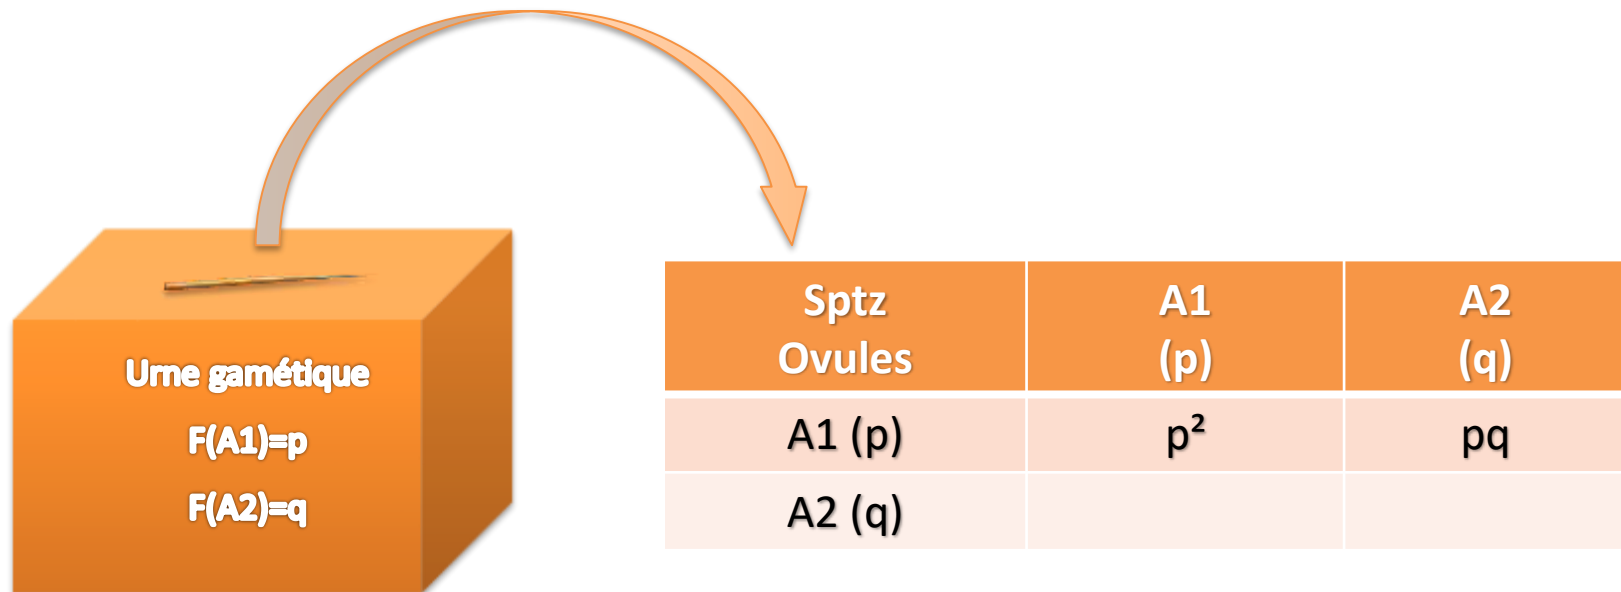 Urne gamétique
F(A1)=p
F(A2)=q
Sptz
Ovules
A1
(p)
A2
(q)
A1 (p)
p²
pq
A2 (q)